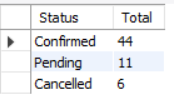 Status Total
Confirmed 44
Pending 11
Cancelled 6